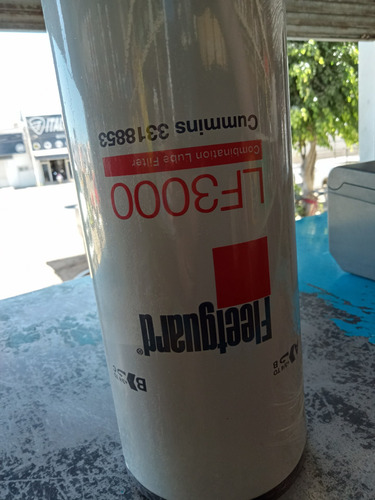 Fleetguard®
LF3000
Combination Lube Filter
Cummins 3318853